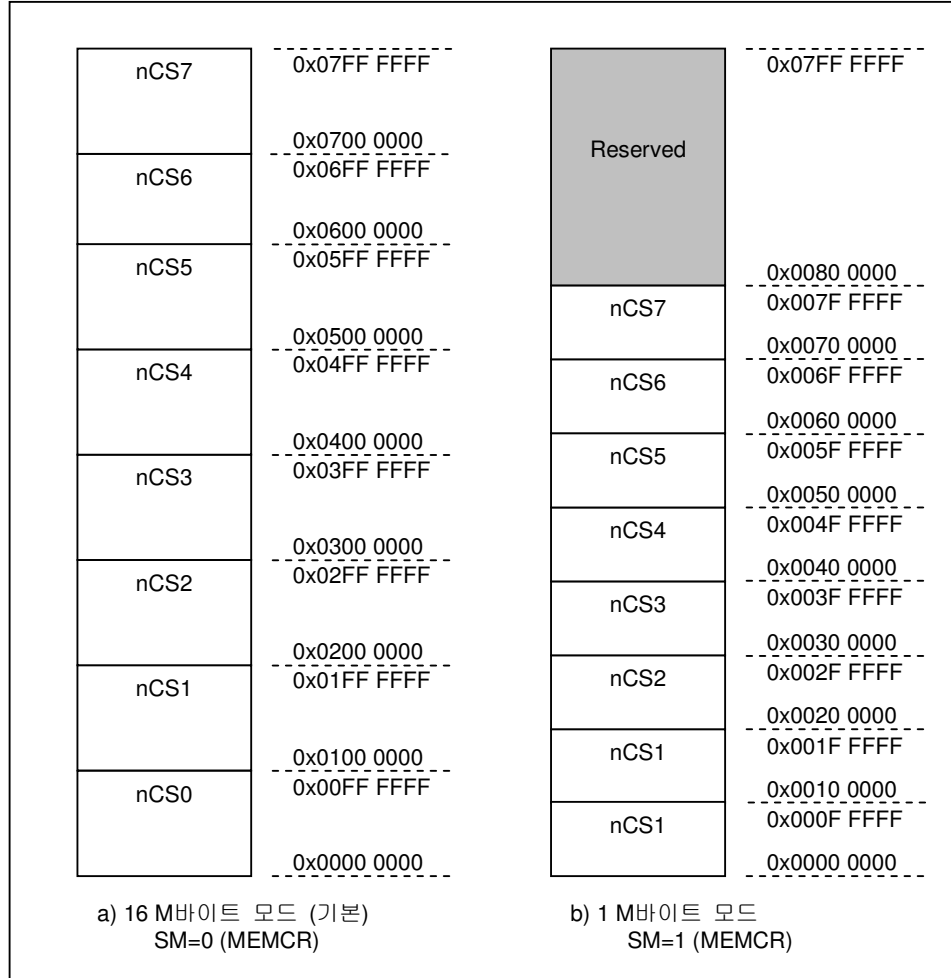 nCS7
0x07FF FFFF
0x0700 0000
nCS6
0x06FF FFFF
0x0600 0000
nCS5
0x05FF FFFF
0x0500 0000
nCS4
0x04FF FFFF
0x0400 0000
nCS3
0x03FF FFFF
0x0300 0000
nCS2
0x02FF FFFF
0x0200 0000
nCS1
0x01FF FFFF
0x0100 0000
nCS0
0x00FF FFFF
0x0000 0000
a) 16 M바이트 모드 (기본)
SM=0 (MEMCR)
0x07FF FFFF
Reserved
0x0080 0000
nCS7
0x007F FFFF
0x0070 0000
nCS6
0x006F FFFF
0x0060 0000
nCS5
0x005F FFFF
0x0050 0000
nCS4
0x004F FFFF
0x0040 0000
nCS3
0x003F FFFF
0x0030 0000
nCS2
0x002F FFFF
0x0020 0000
nCS1
0x001F FFFF
0x0010 0000
nCS1
0x000F FFFF
0x0000 0000
b) 1 M바이트 모드
SM=1 (MEMCR)